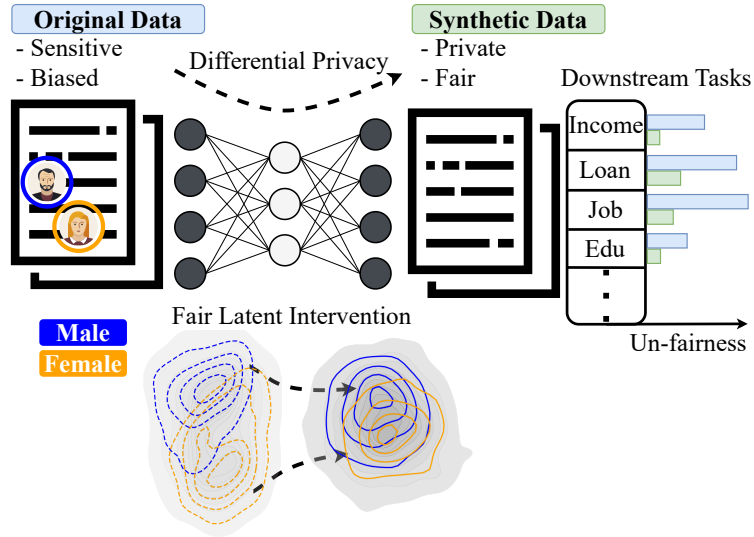 Original Data
- Sensitive
- Biased
Differential Privacy
Synthetic Data
- Private
- Fair
Downstream Tasks
Income
Loan
Job
Edu
Un-fairness
Fair Latent Intervention
Male
Female